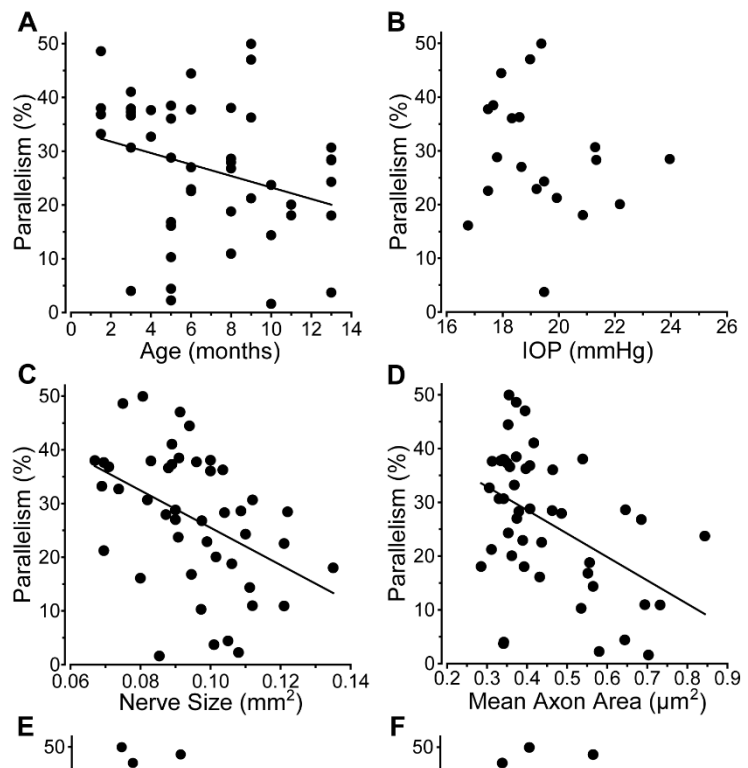 A
B
50
40
30
20
10
0
Parallelism (%)
0 2 4 6 8 10 12 14
Age (months)
50
40
30
20
10
0
Parallelism (%)
16 18 20 22 24 26
IOP (mmHg)
C
D
50
40
30
20
10
0
Parallelism (%)
0.06 0.08 0.10 0.12 0.14
Nerve Size (mm²)
50
40
30
20
10
0
Parallelism (%)
0.2 0.3 0.4 0.5 0.6 0.7 0.8 0.9
Mean Axon Area (μm²)
E
F
50
50